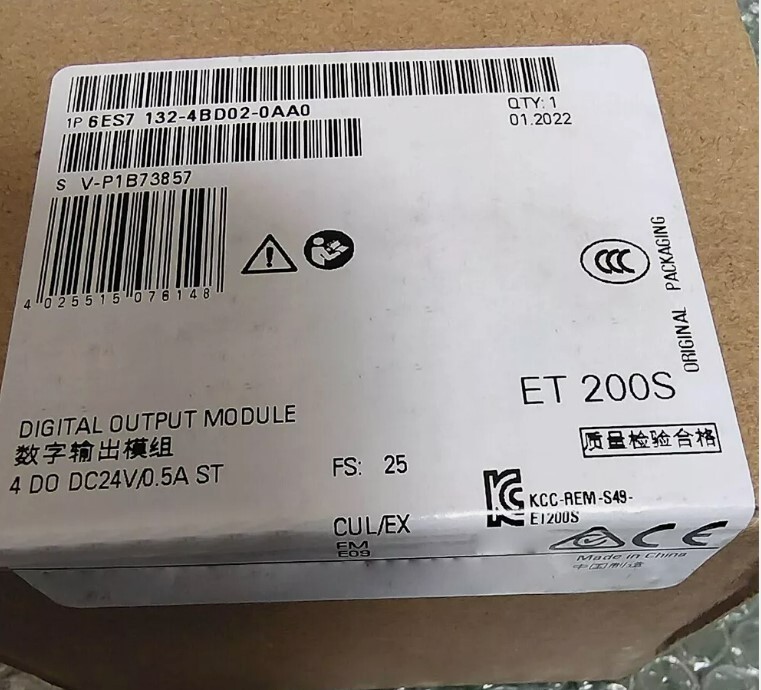 1P 6ES7 132-4BD02-0AA0
QTY: 1
01.2022
S V-P1B73857
4 025515 078148
CCC
ORIGINAL PACKAGING
ET 200S
DIGITAL OUTPUT MODULE
数字输出模组
4 DO DC24V/0.5A ST
FS: 25
质量检验合格
KCC-REM-S49-
ET200S
CUL/EX
FM
E09
CE
Made in China
中国制造